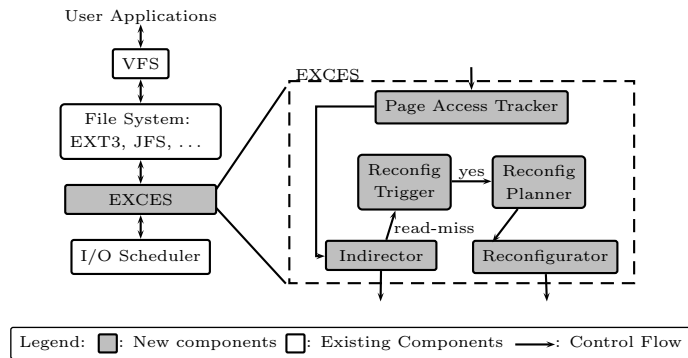 User Applications
VFS
File System:
EXT3, JFS, ...
EXCES
I/O Scheduler
EXCES
Page Access Tracker
Reconfig
Trigger
yes
Reconfig
Planner
read-miss
Indirector
Reconfigurator
Legend: : New components : Existing Components : Control Flow